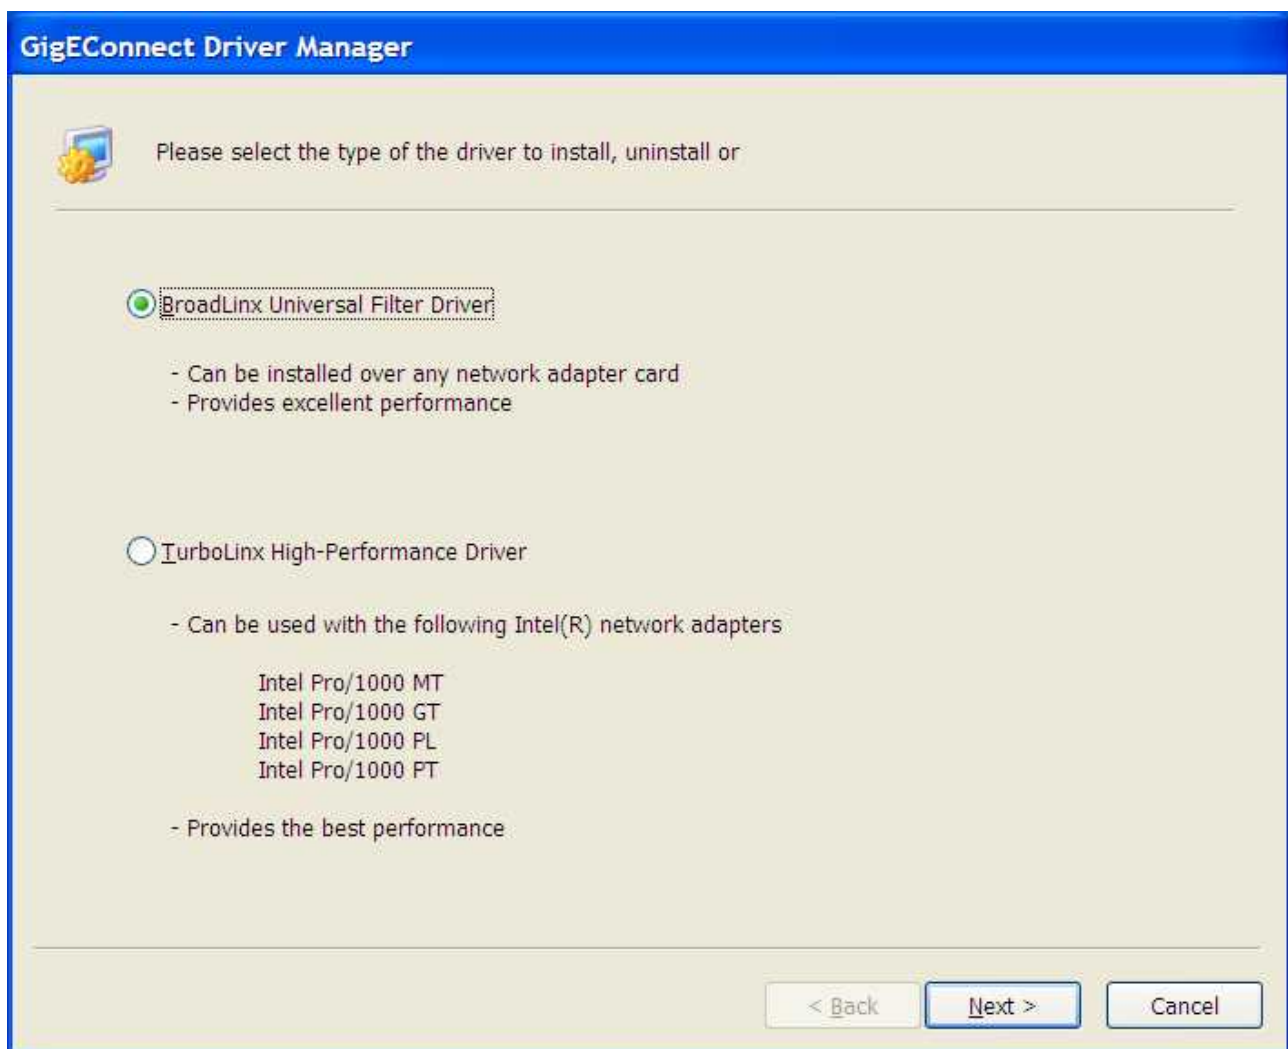 GigEConnect Driver Manager
Please select the type of the driver to install, uninstall or
BroadLinx Universal Filter Driver
- Can be installed over any network adapter card
- Provides excellent performance
TurboLinx High-Performance Driver
- Can be used with the following Intel(R) network adapters
Intel Pro/1000 MT
Intel Pro/1000 GT
Intel Pro/1000 PL
Intel Pro/1000 PT
- Provides the best performance
< Back
Next >
Cancel